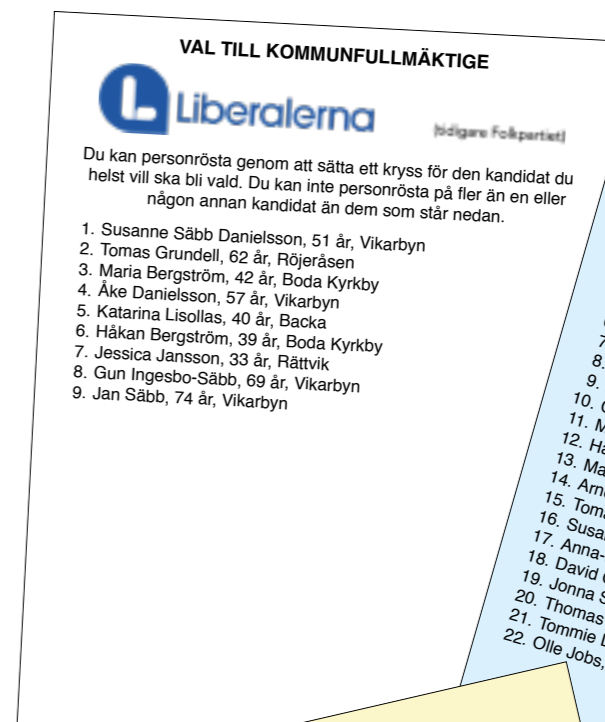 VAL TILL KOMMUNFULLMÄKTIGE
Liberalerna
(tidigare Folkpartiet)
Du kan personrösta genom att sätta ett kryss för den kandidat du
helst vill ska bli vald. Du kan inte personrösta på fler än en eller
någon annan kandidat än dem som står nedan.
1. Susanne Säbb Danielsson, 51 år, Vikarbyn
2. Tomas Grundell, 62 år, Röjeråsen
3. Maria Bergström, 42 år, Boda Kyrkby
4. Åke Danielsson, 57 år, Vikarbyn
5. Katarina Lisollas, 40 år, Backa
6. Håkan Bergström, 39 år, Boda Kyrkby
7. Jessica Jansson, 33 år, Rättvik
8. Gun Ingesbo-Säbb, 69 år, Vikarbyn
9. Jan Säbb, 74 år, Vikarbyn
8.
9.
10.
11. M
12. Ha
13. Ma
14. Arn
15. Toma
16. Susa
17. Anna-
18. David
19. Jonna S
20. Thomas
21. Tommie
22. Olle Jobs,